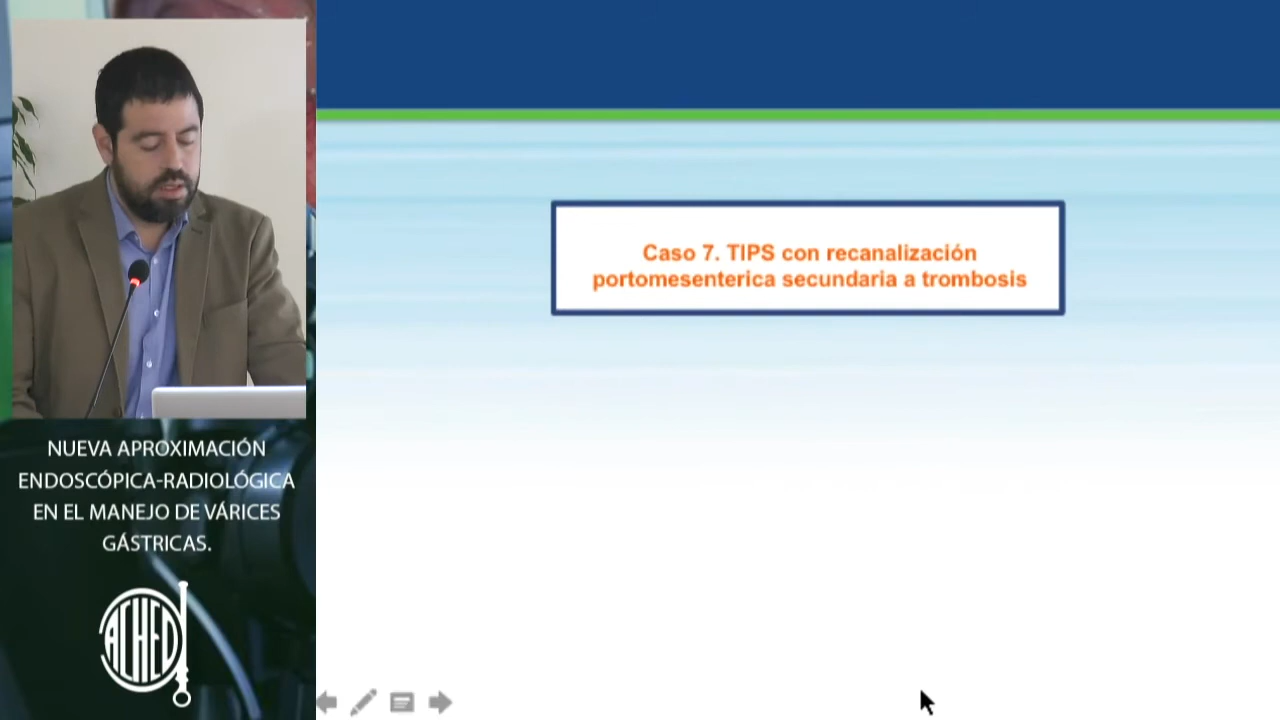 Caso 7. TIPS con recanalización
portomesenterica secundaria a trombosis
NUEVA APROXIMACIÓN
ENDOSCÓPICA-RADIOLÓGICA
EN EL MANEJO DE VÁRICES
GÁSTRICAS.
ACHED